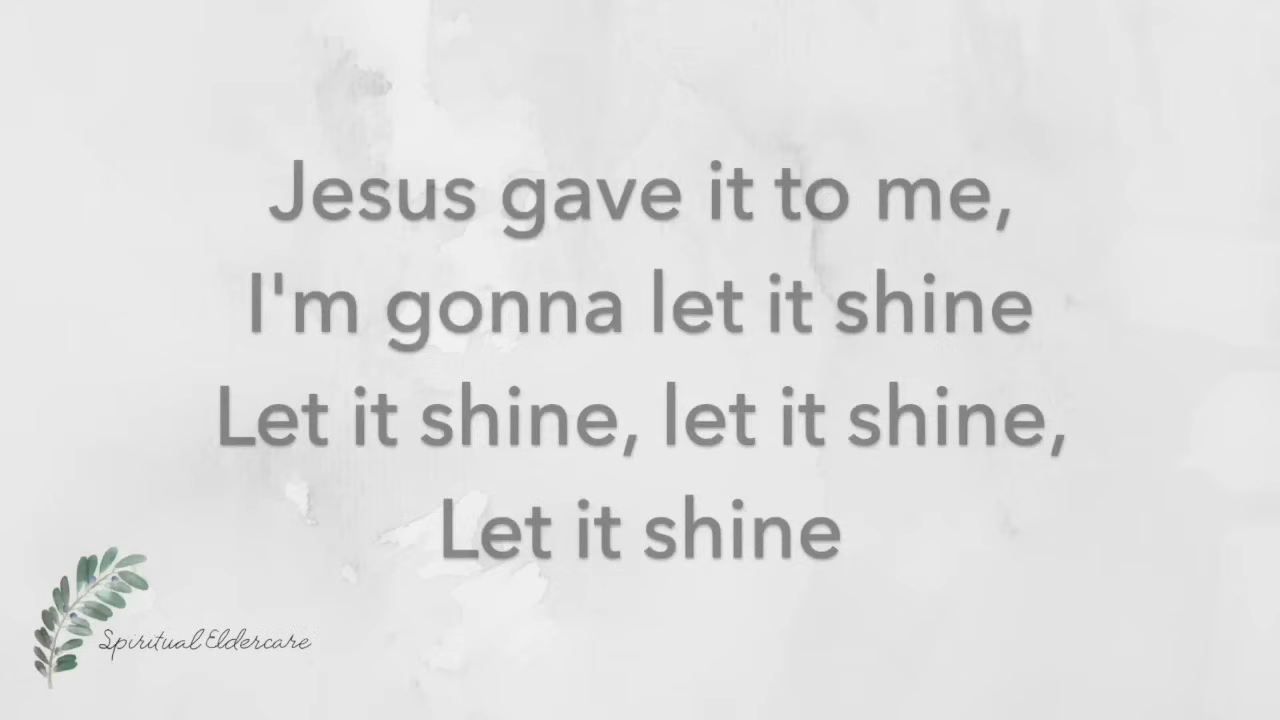 Jesus gave it to me,
I'm gonna let it shine
Let it shine, let it shine,
Let it shine
Spiritual Eldercare